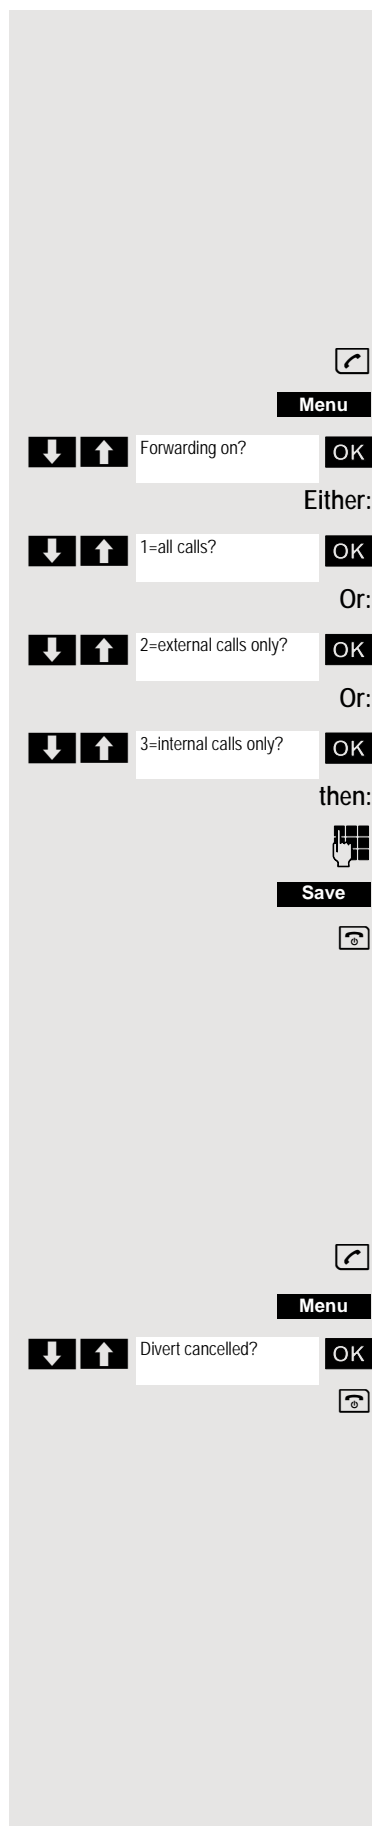 Menu
Forwarding on? OK
Either:
1=all calls? OK
Or:
2=external calls only? OK
Or:
3=internal calls only? OK
then:
Save
Menu
Divert cancelled? OK